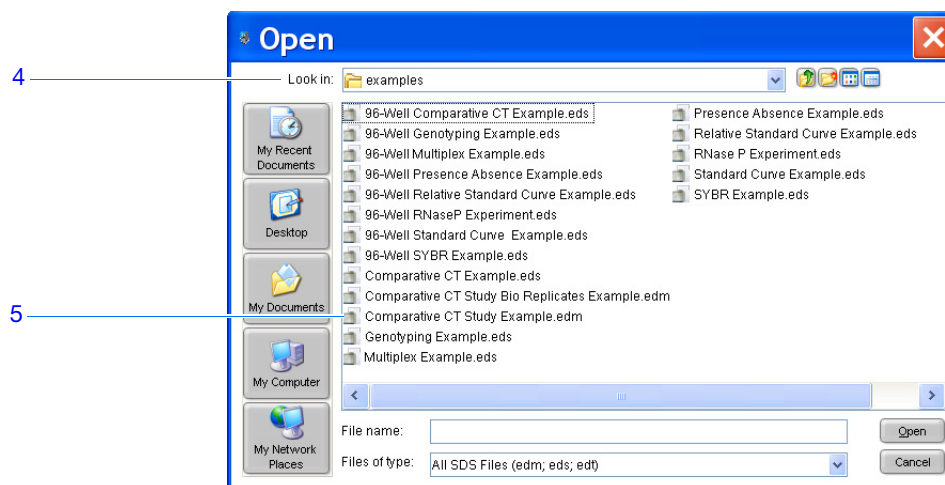 Open
4
Look in:
examples
My Recent
Documents
Desktop
My Documents
My Computer
My Network
Places
96-Well Comparative CT Example.eds
96-Well Genotyping Example.eds
96-Well Multiplex Example.eds
96-Well Presence Absence Example.eds
96-Well Relative Standard Curve Example.eds
96-Well RNaseP Experiment.eds
96-Well Standard Curve  Example.eds
96-Well SYBR Example.eds
Comparative CT Example.eds
Comparative CT Study Bio Replicates Example.edm
5
Comparative CT Study Example.edm
Genotyping Example.eds
Multiplex Example.eds
Presence Absence Example.eds
Relative Standard Curve Example.eds
RNase P Experiment.eds
Standard Curve Example.eds
SYBR Example.eds
File name:
Open
Files of type:
All SDS Files (edm; eds; edt)
Cancel